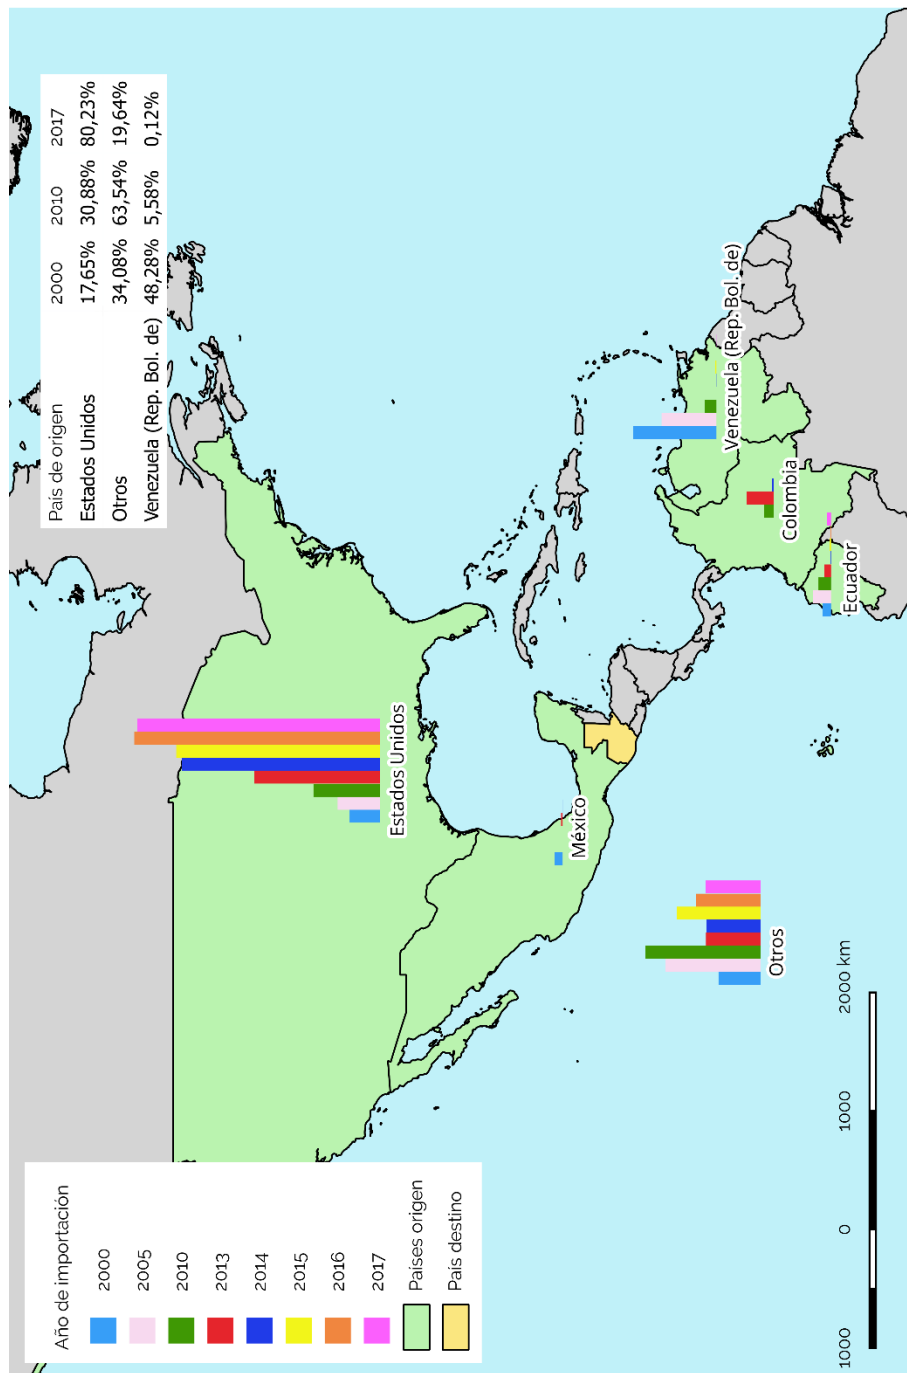 País de origen 2000 2010 2017
Estados Unidos 17,65% 30,88% 80,23%
Otros 34,08% 63,54% 19,64%
Venezuela (Rep. Bol. de) 48,28% 5,58% 0,12%
Estados Unidos
México
Venezuela (Rep. Bol. de)
Colombia
Ecuador
Otros
Año de importación
2000
2005
2010
2013
2014
2015
2016
2017
Países origen
País destino
1000 0 1000 2000 km